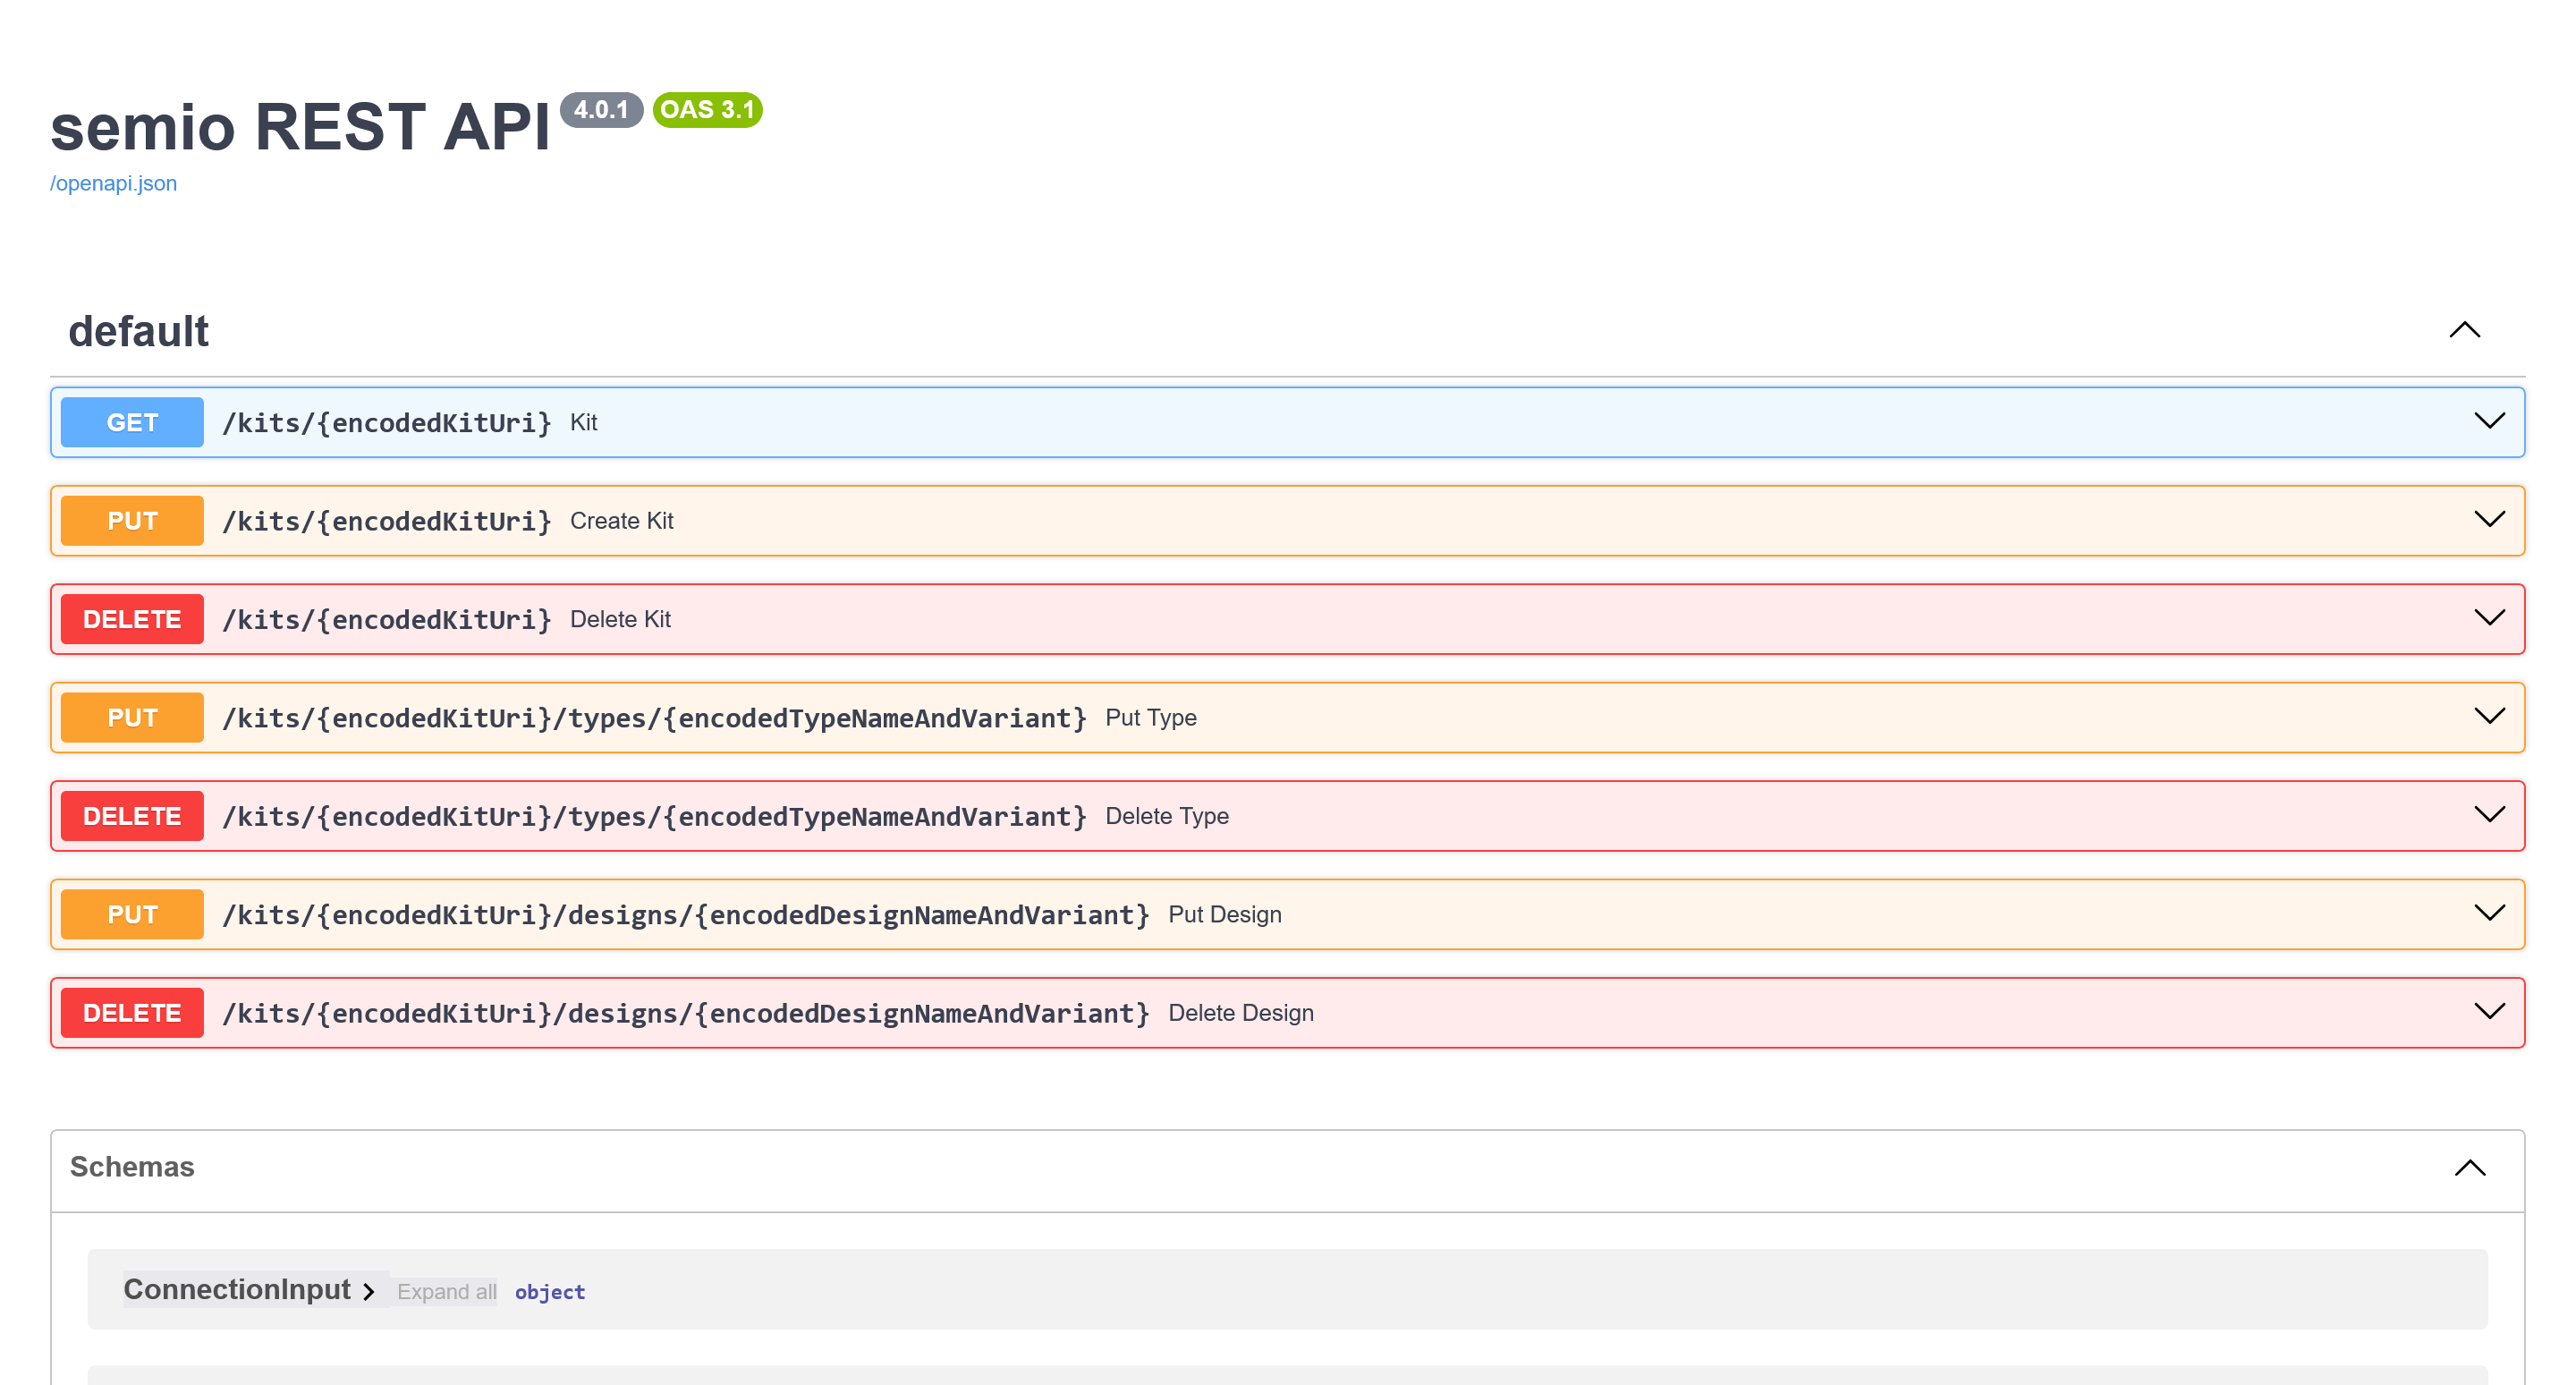 semio REST API 4.0.1 OAS 3.1
/openapi.json
default
GET /kits/{encodedKitUri} Kit
PUT /kits/{encodedKitUri} Create Kit
DELETE /kits/{encodedKitUri} Delete Kit
PUT /kits/{encodedKitUri}/types/{encodedTypeNameAndVariant} Put Type
DELETE /kits/{encodedKitUri}/types/{encodedTypeNameAndVariant} Delete Type
PUT /kits/{encodedKitUri}/designs/{encodedDesignNameAndVariant} Put Design
DELETE /kits/{encodedKitUri}/designs/{encodedDesignNameAndVariant} Delete Design
Schemas
ConnectionInput Expand all object